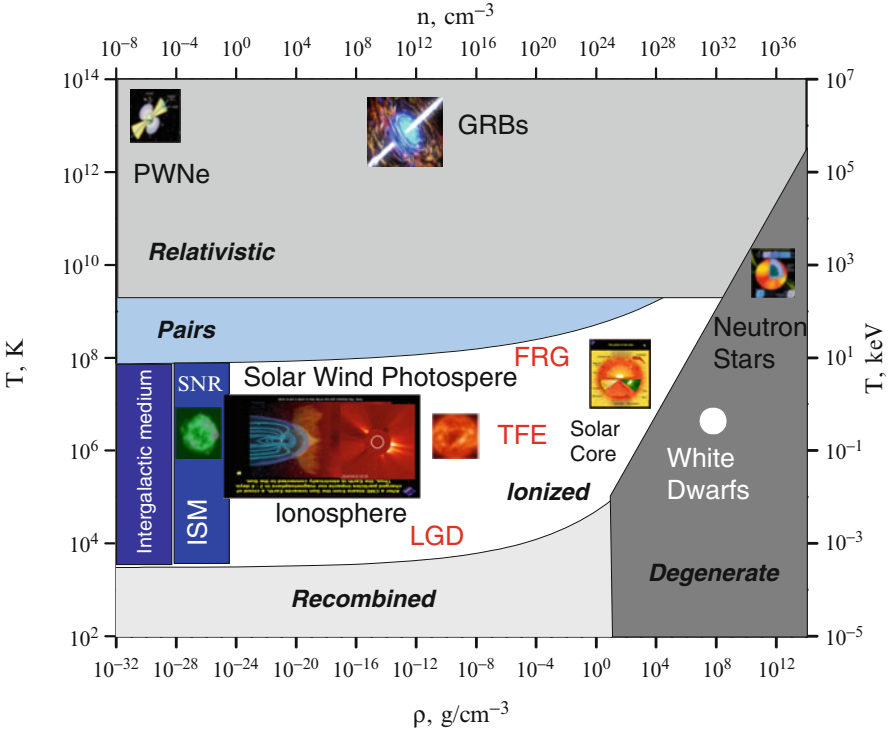 n, cm⁻³
10⁻⁸ 10⁻⁴ 10⁰ 10⁴ 10⁸ 10¹² 10¹⁶ 10²⁰ 10²⁴ 10²⁸ 10³² 10³⁶
10¹⁴
10¹²
10¹⁰
10⁸
10⁶
10⁴
10²
T, K
10⁷
10⁵
10³
10¹
10⁻¹
10⁻³
10⁻⁵
T, keV
PWNe
GRBs
Relativistic
Pairs
Neutron
Stars
FRG
Intergalactic medium
SNR
ISM
Solar Wind Photospere
TFE
Solar
Core
White
Dwarfs
Ionized
Ionosphere
LGD
Degenerate
Recombined
10⁻³² 10⁻²⁸ 10⁻²⁴ 10⁻²⁰ 10⁻¹⁶ 10⁻¹² 10⁻⁸ 10⁻⁴ 10⁰ 10⁴ 10⁸ 10¹²
ρ, g/cm⁻³